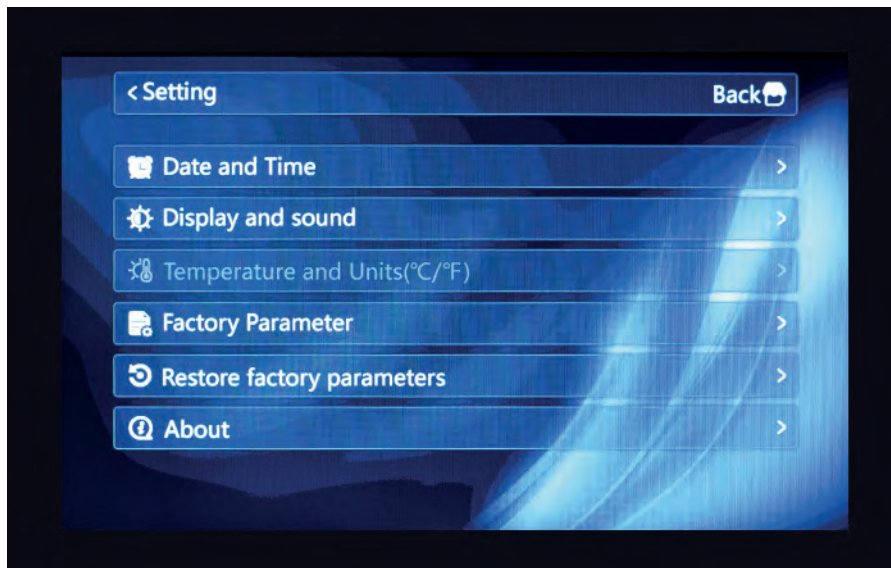 < Setting Back
Date and Time >
Display and sound >
Temperature and Units(℃/℉) >
Factory Parameter >
Restore factory parameters >
About >